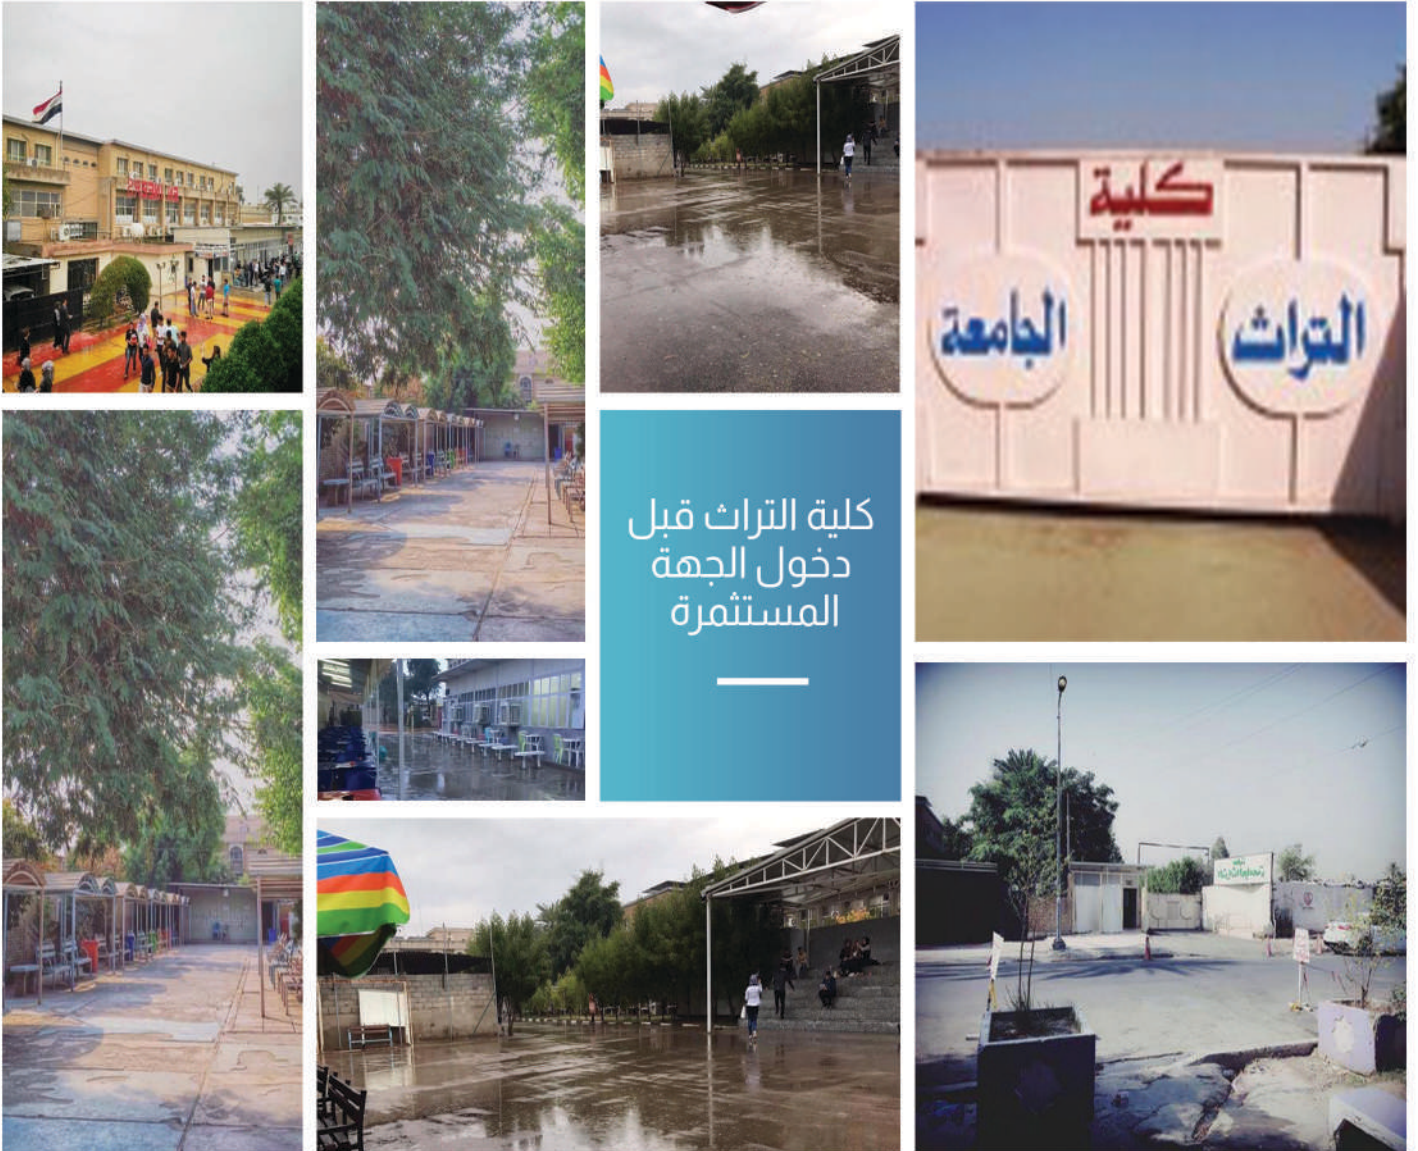 كلية
التراث
الجامعة
كلية التراث قبل
دخول الجهة
المستثمرة